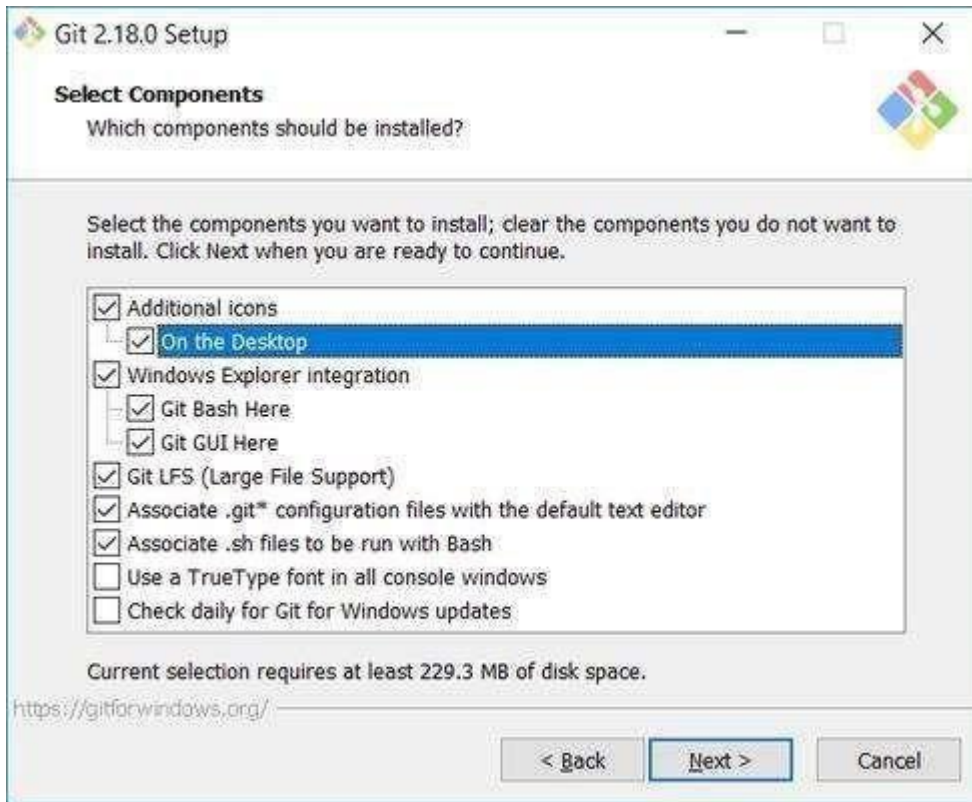 Git 2.18.0 Setup
Select Components
Which components should be installed?
Select the components you want to install; clear the components you do not want to
install. Click Next when you are ready to continue.
Additional icons
On the Desktop
Windows Explorer integration
Git Bash Here
Git GUI Here
Git LFS (Large File Support)
Associate .git* configuration files with the default text editor
Associate .sh files to be run with Bash
Use a TrueType font in all console windows
Check daily for Git for Windows updates
Current selection requires at least 229.3 MB of disk space.
https://gitforwindows.org/
< Back
Next >
Cancel